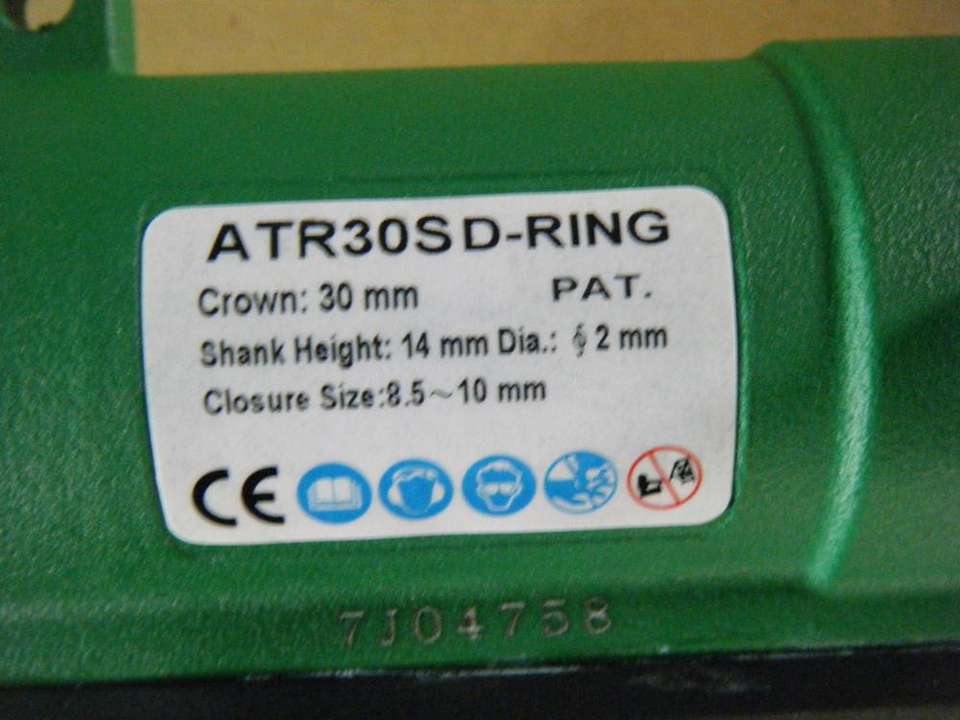 ATR30SD-RING
Crown: 30 mm PAT.
Shank Height: 14 mm Dia.: ∮ 2 mm
Closure Size:8.5~10 mm
CE
7J04758